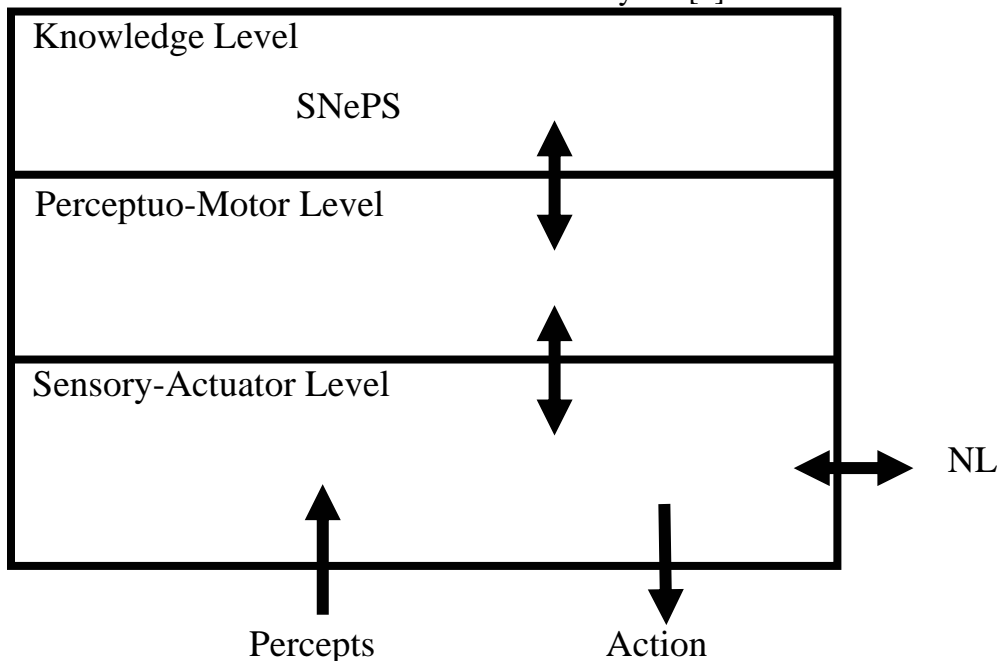 Knowledge Level
SNePS
Perceptuo-Motor Level
Sensory-Actuator Level
NL
Percepts
Action